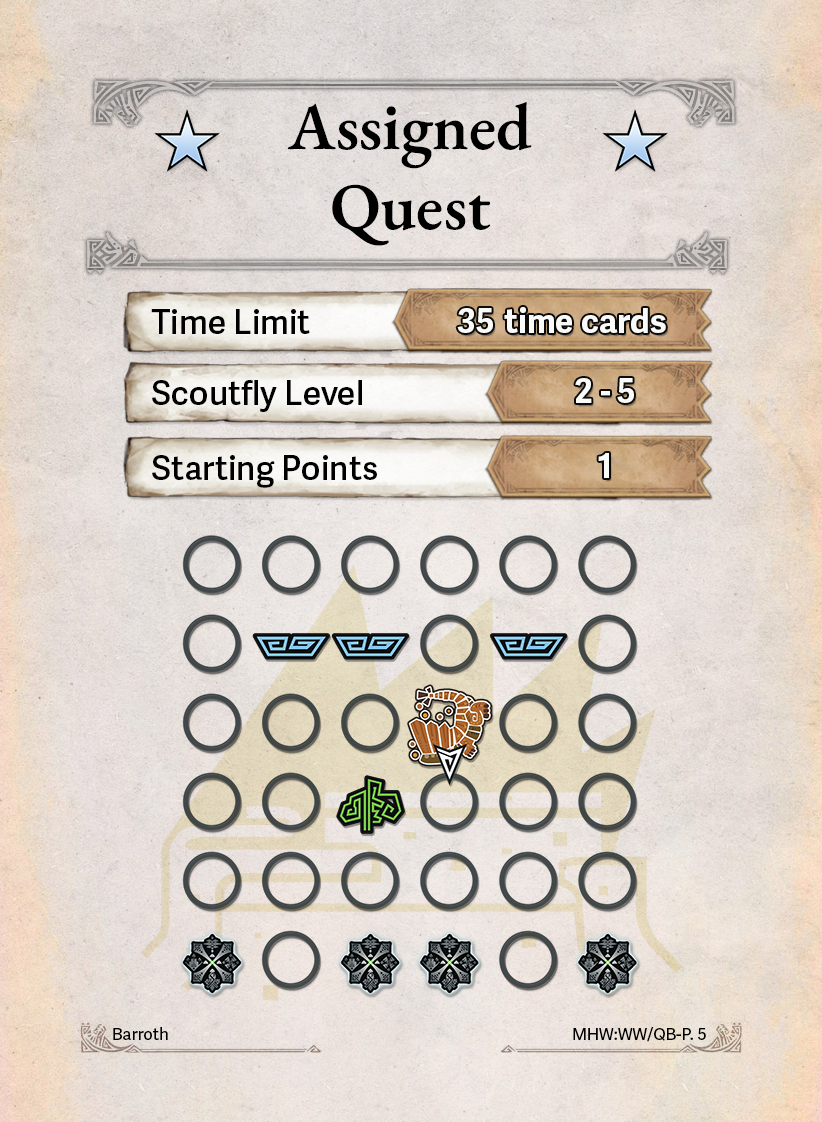 Assigned
Quest
Time Limit
35 time cards
Scoutfly Level
2 - 5
Starting Points
1
Barroth
MHW:WW/QB-P. 5